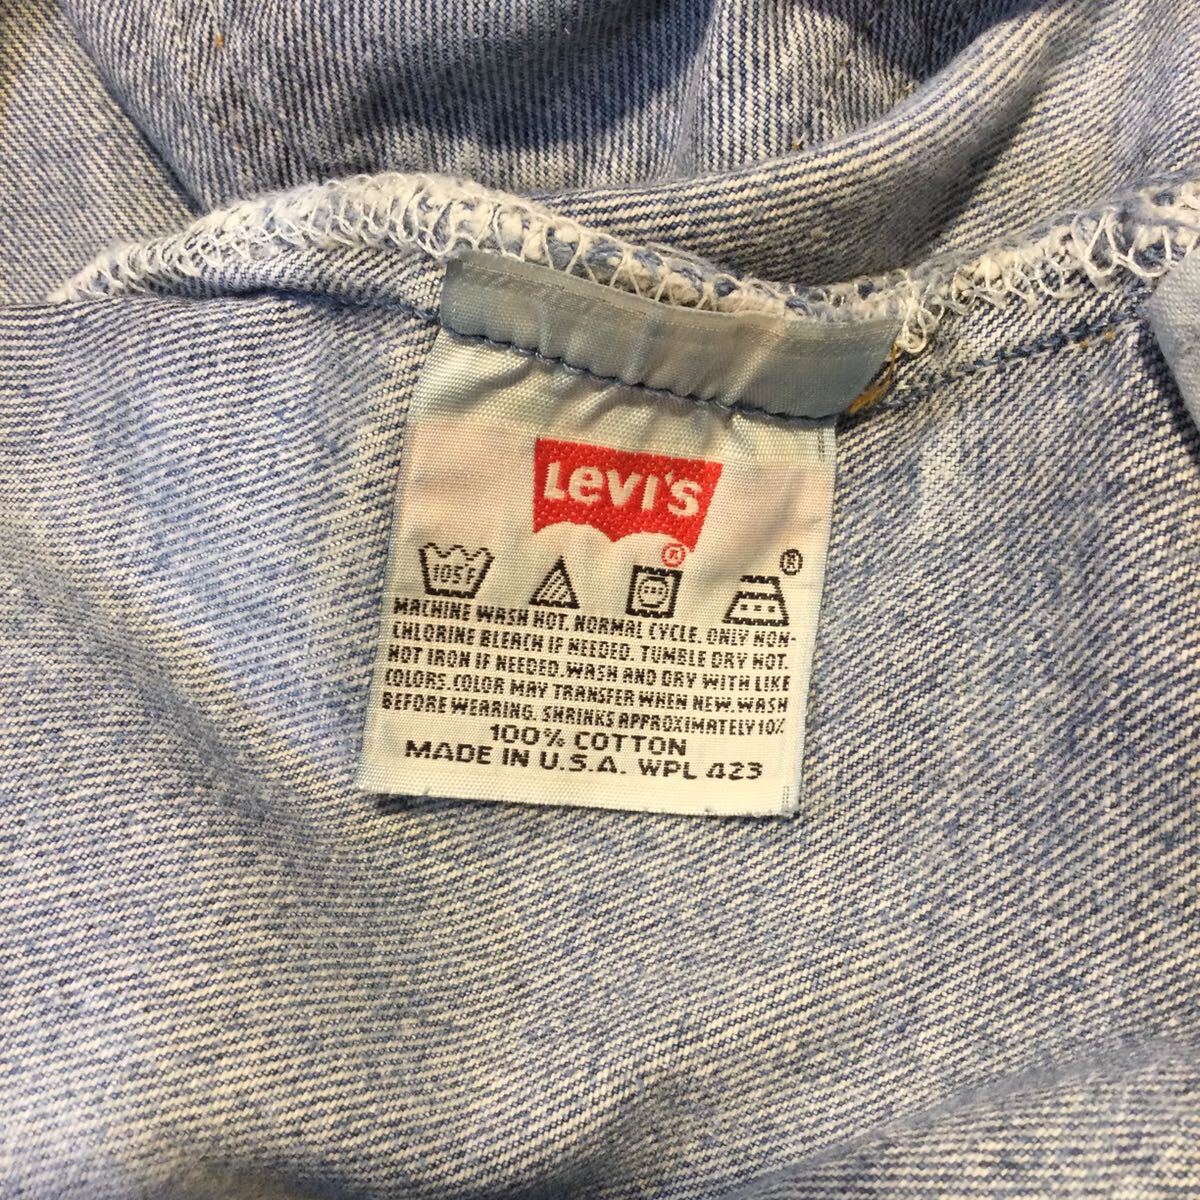 Levi's
®
105°F
®
MACHINE WASH HOT. NORMAL CYCLE. ONLY NON-
CHLORINE BLEACH IF NEEDED. TUMBLE DRY HOT.
HOT IRON IF NEEDED. WASH AND DRY WITH LIKE
COLORS. COLOR MAY TRANSFER WHEN NEW. WASH
BEFORE WEARING. SHRINKS APPROXIMATELY 10%
100% COTTON
MADE IN U.S.A. WPL 423